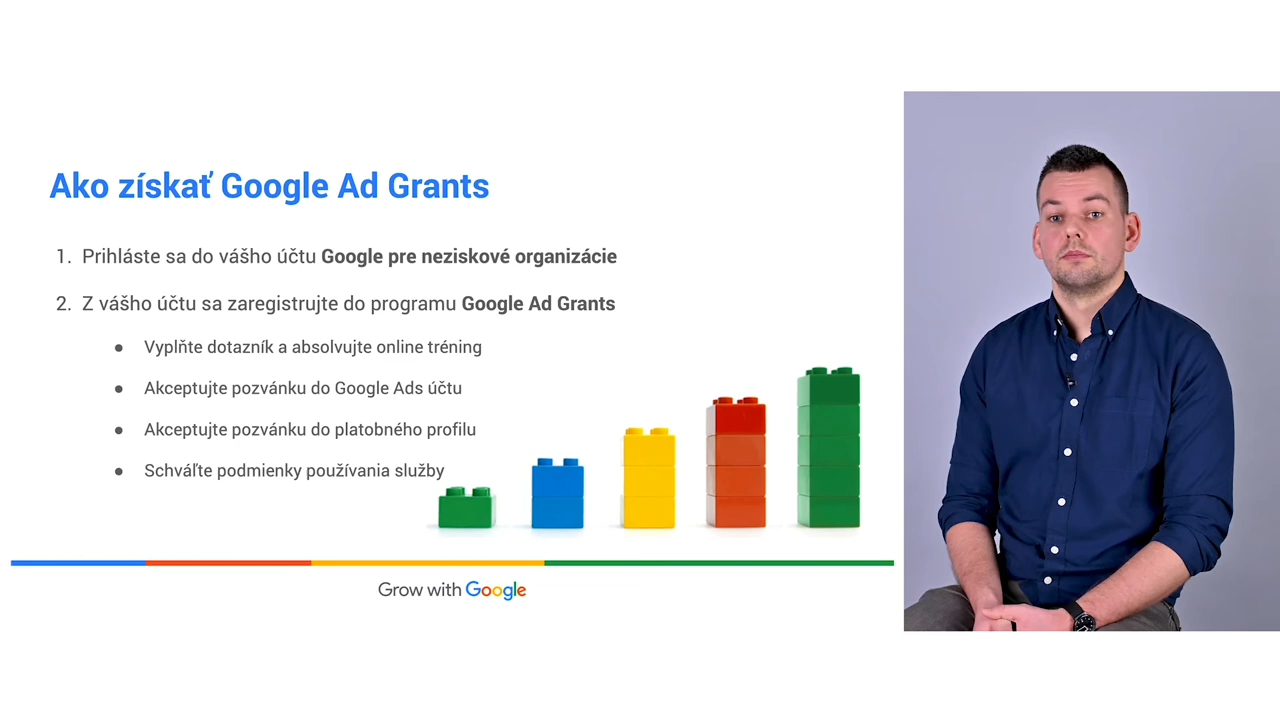 Ako získať Google Ad Grants
1. Prihláste sa do vášho účtu Google pre neziskové organizácie
2. Z vášho účtu sa zaregistrujte do programu Google Ad Grants
● Vyplňte dotazník a absolvujte online tréning
● Akceptujte pozvánku do Google Ads účtu
● Akceptujte pozvánku do platobného profilu
● Schváľte podmienky používania služby
Grow with Google